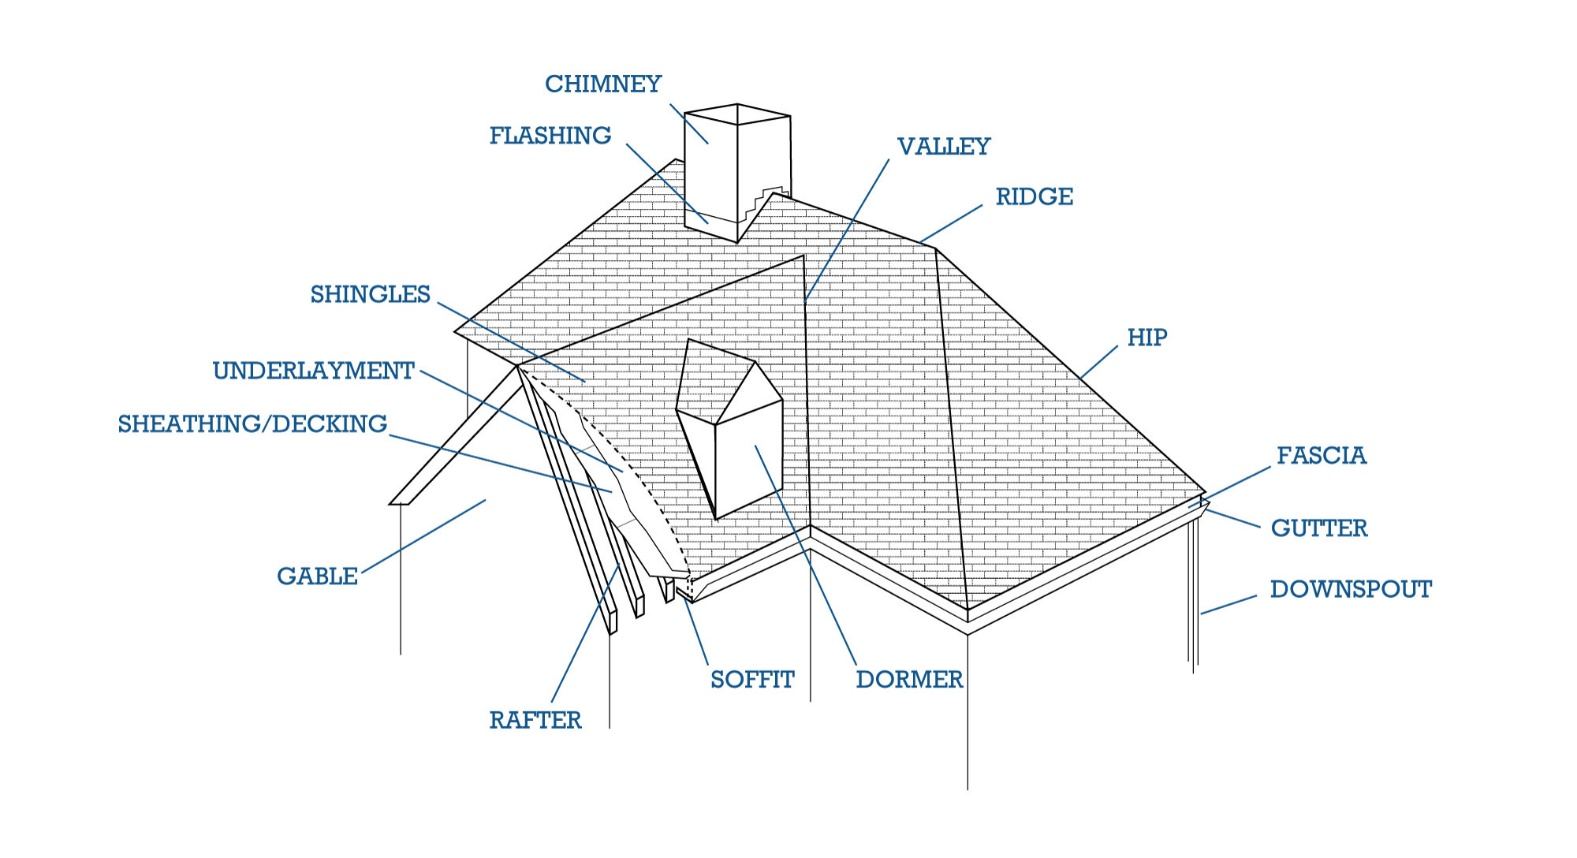 CHIMNEY
FLASHING
VALLEY
RIDGE
SHINGLES
HIP
UNDERLAYMENT
SHEATHING/DECKING
FASCIA
GUTTER
GABLE
DOWNSPOUT
SOFFIT
DORMER
RAFTER